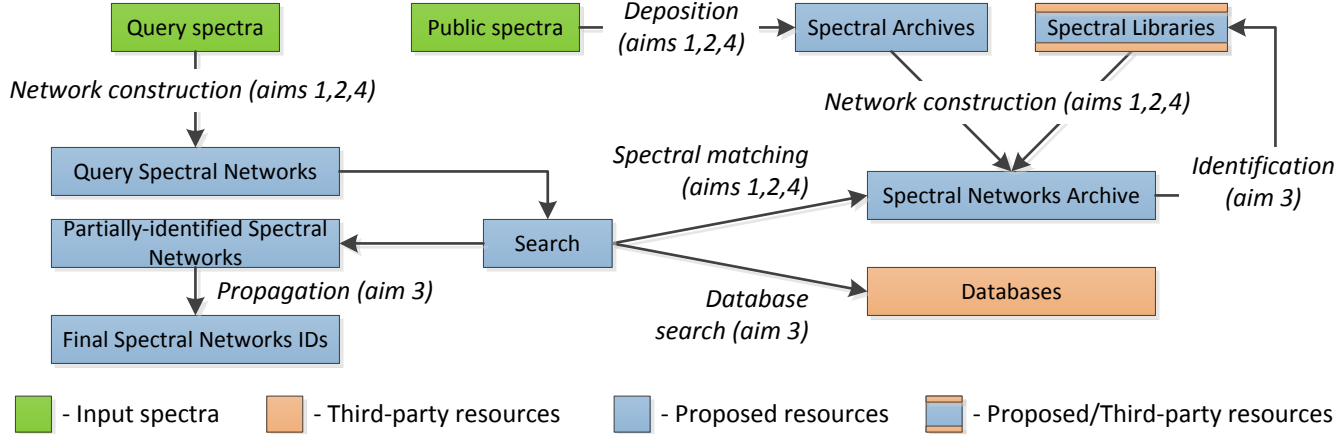 Query spectra
Public spectra
Deposition
(aims 1,2,4)
Spectral Archives
Spectral Libraries
Network construction (aims 1,2,4)
Network construction (aims 1,2,4)
Query Spectral Networks
Spectral matching
(aims 1,2,4)
Spectral Networks Archive
Identification
(aim 3)
Partially-identified Spectral
Networks
Search
Propagation (aim 3)
Database
search (aim 3)
Databases
Final Spectral Networks IDs
- Input spectra
- Third-party resources
- Proposed resources
- Proposed/Third-party resources